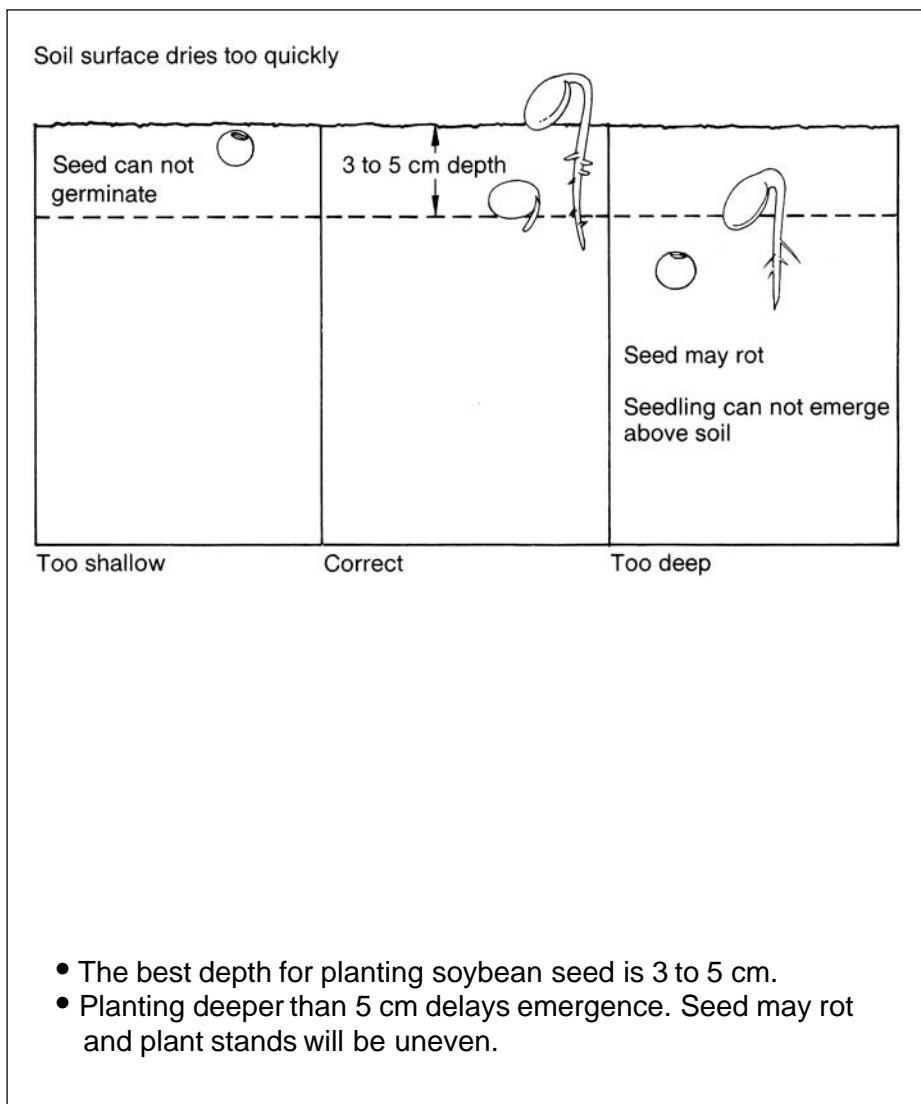 Soil surface dries too quickly
Seed can not
germinate
3 to 5 cm depth
Seed may rot
Seedling can not emerge
above soil
Too shallow
Correct
Too deep
• The best depth for planting soybean seed is 3 to 5 cm.
• Planting deeper than 5 cm delays emergence. Seed may rot
and plant stands will be uneven.